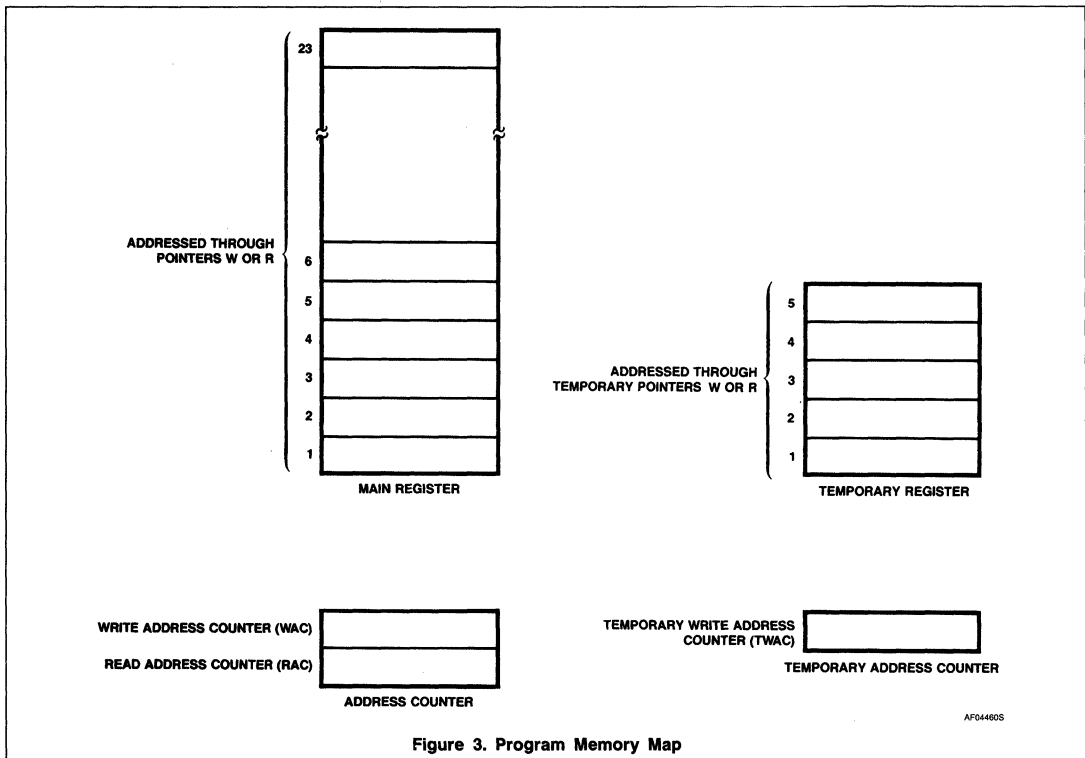 23
ADDRESSED THROUGH
POINTERS W OR R
6
5
4
3
2
1
MAIN REGISTER
ADDRESSED THROUGH
TEMPORARY POINTERS W OR R
5
4
3
2
1
TEMPORARY REGISTER
WRITE ADDRESS COUNTER (WAC)
READ ADDRESS COUNTER (RAC)
ADDRESS COUNTER
TEMPORARY WRITE ADDRESS
COUNTER (TWAC)
TEMPORARY ADDRESS COUNTER
AF04460S
Figure 3. Program Memory Map